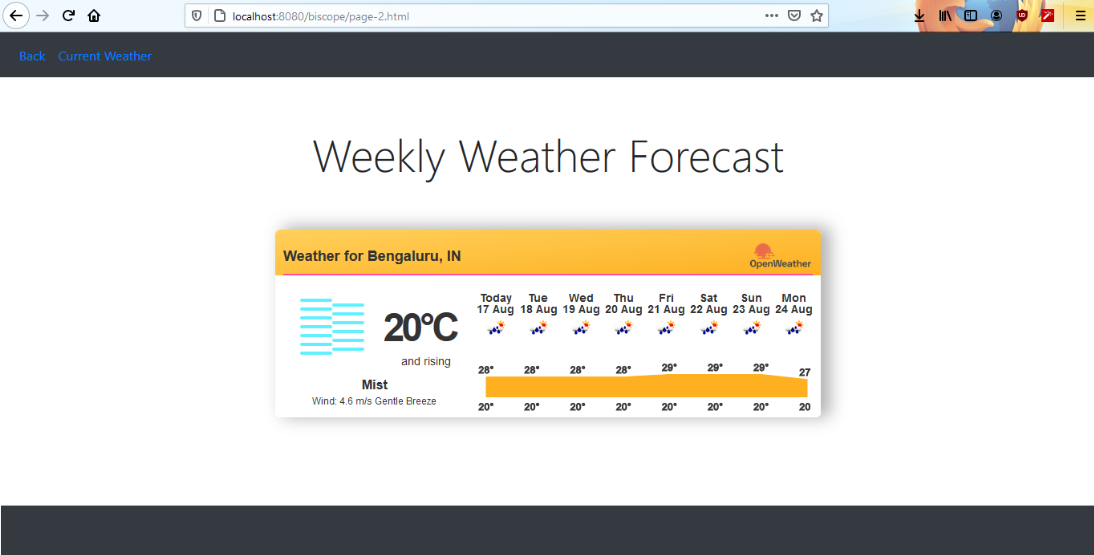 localhost:8080/biscope/page-2.html
Back Current Weather
Weekly Weather Forecast
Weather for Bengaluru, IN
OpenWeather
Today Tue Wed Thu Fri Sat Sun Mon
17 Aug 18 Aug 19 Aug 20 Aug 21 Aug 22 Aug 23 Aug 24 Aug
20°C
and rising
Mist
Wind: 4.6 m/s Gentle Breeze
28° 28° 28° 28° 29° 29° 29° 27
20° 20° 20° 20° 20° 20° 20° 20